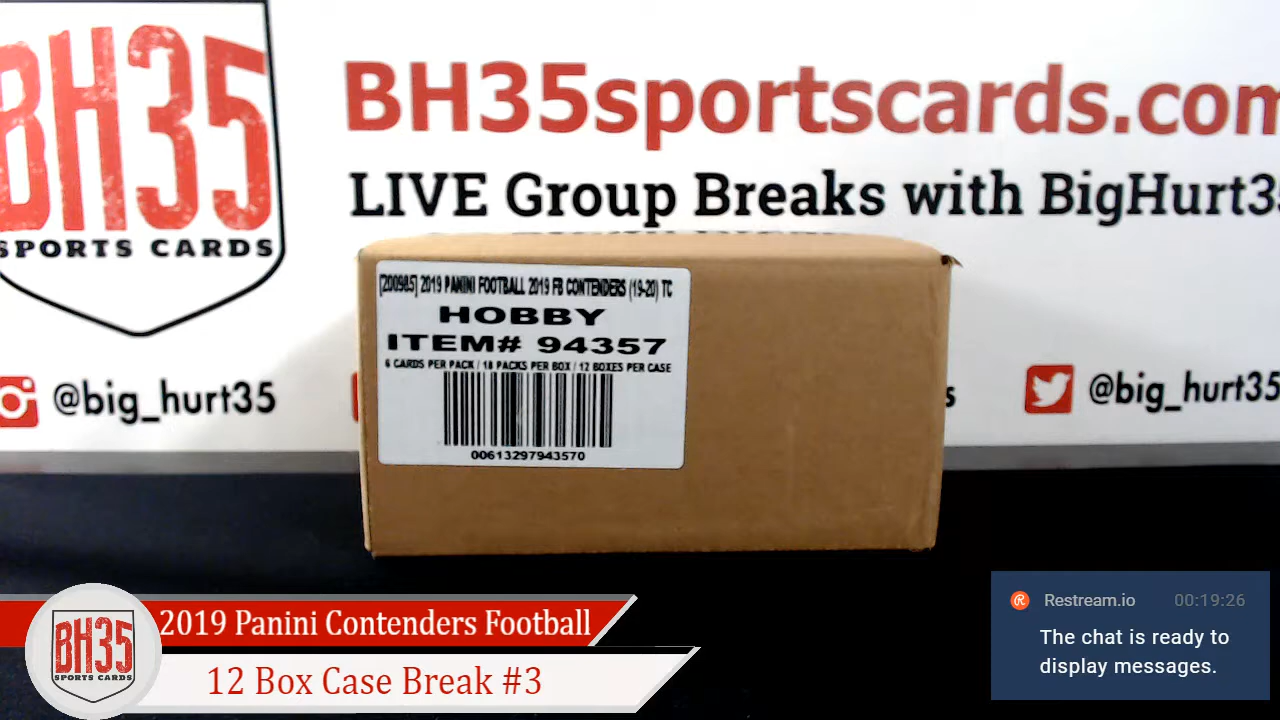 BH35
SPORTS CARDS
BH35sportscards.com
LIVE Group Breaks with BigHurt35
[200985] 2019 PANINI FOOTBALL 2019 FB CONTENDERS (19-20) TC
HOBBY
ITEM# 94357
6 CARDS PER PACK / 18 PACKS PER BOX / 12 BOXES PER CASE
00613297943570
@big_hurt35
s
@big_hurt35
BH35
SPORTS CARDS
2019 Panini Contenders Football
12 Box Case Break #3
Restream.io 00:19:26
The chat is ready to
display messages.